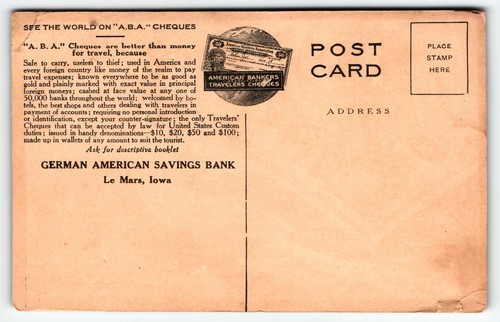 SEE THE WORLD ON "A.B.A." CHEQUES
"A. B. A." Cheques are better than money
for travel, because
Safe to carry, useless to thief; used in America and
every foreign country like money of the realm to pay
travel expenses; known everywhere to be as good as
gold and plainly marked with exact value in principal
foreign moneys; cashed at face value at any one of
50,000 banks throughout the world; welcomed by ho-
tels, the best shops and others dealing with travelers in
payment of accounts; requiring no personal introduction
or identification, except your counter-signature; the only Travelers'
Cheques that can be accepted by law for United States Custom
duties; issued in handy denominations—$10, $20, $50 and $100;
made up in wallets of any amount to suit the tourist.
Ask for descriptive booklet
GERMAN AMERICAN SAVINGS BANK
Le Mars, Iowa
AMERICAN BANKERS
TRAVELERS CHEQUES
POST
CARD
ADDRESS
PLACE
STAMP
HERE